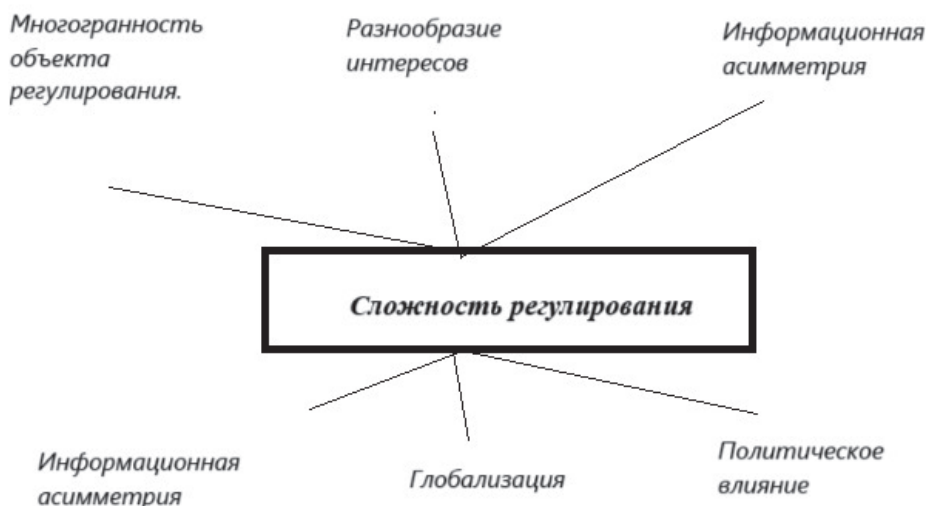 Многогранность
объекта
регулирования.
Разнообразие
интересов
Информационная
асимметрия
Сложность регулирования
Информационная
асимметрия
Глобализация
Политическое
влияние